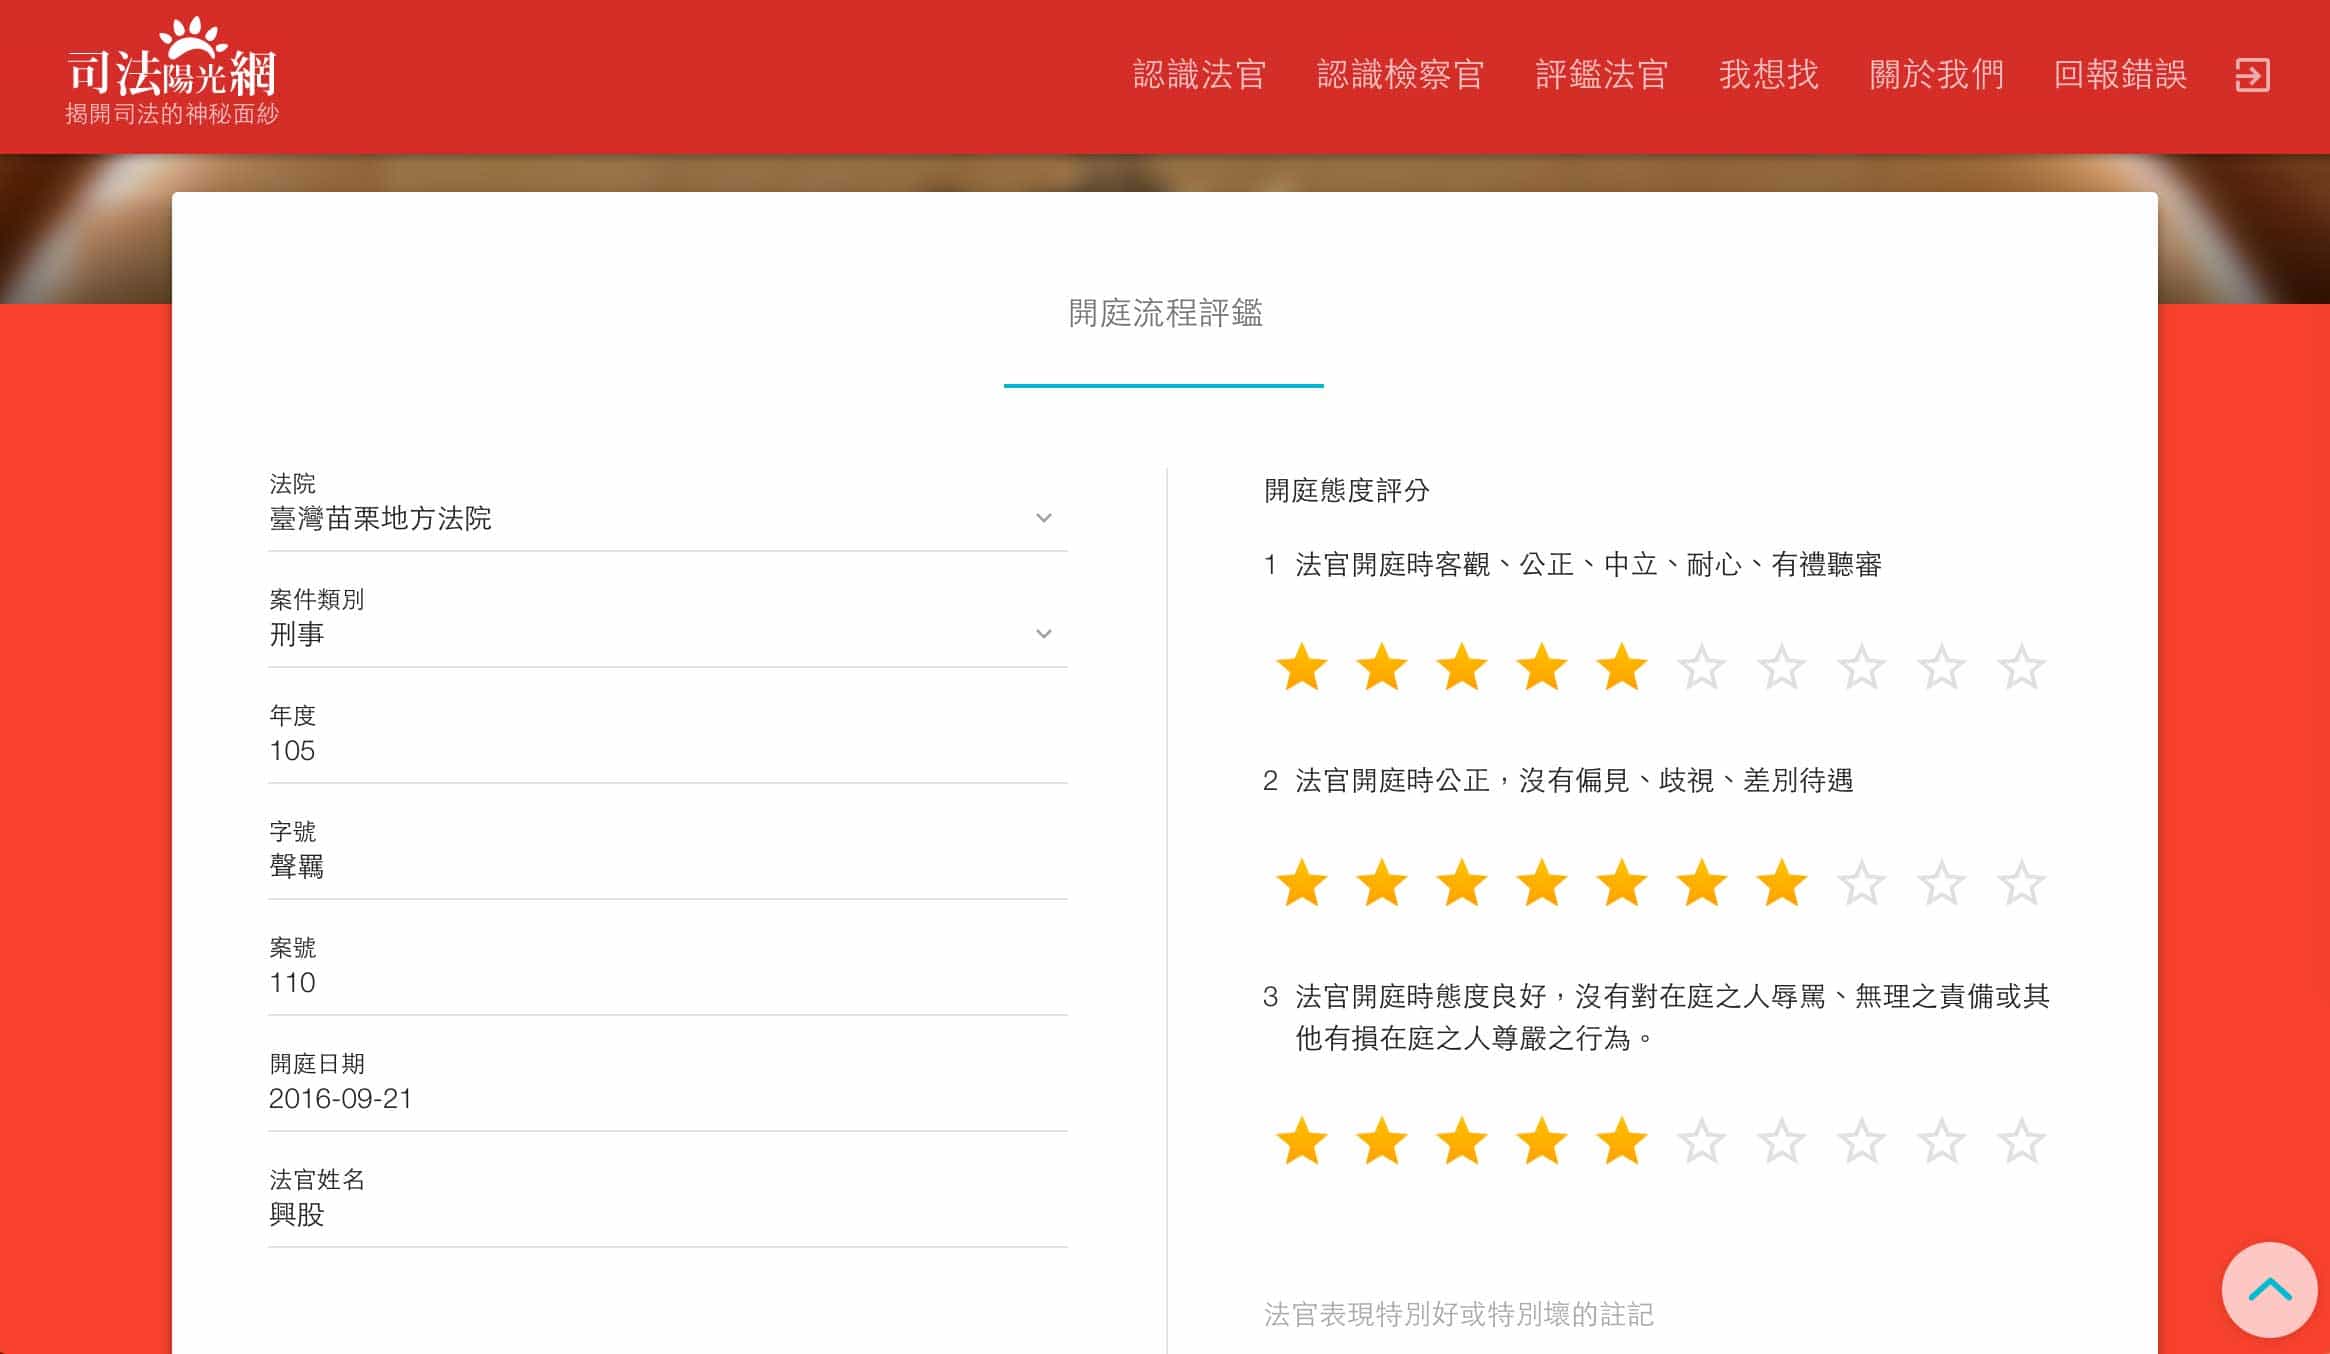 司法陽光網
揭開司法的神秘面紗
認識法官
認識檢察官
評鑑法官
我想找
關於我們
回報錯誤
開庭流程評鑑
法院
臺灣苗栗地方法院
案件類別
刑事
年度
105
字號
聲羈
案號
110
開庭日期
2016-09-21
法官姓名
興股
開庭態度評分
1 法官開庭時客觀、公正、中立、耐心、有禮聽審
2 法官開庭時公正，沒有偏見、歧視、差別待遇
3 法官開庭時態度良好，沒有對在庭之人辱罵、無理之責備或其
他有損在庭之人尊嚴之行為。
法官表現特別好或特別壞的註記